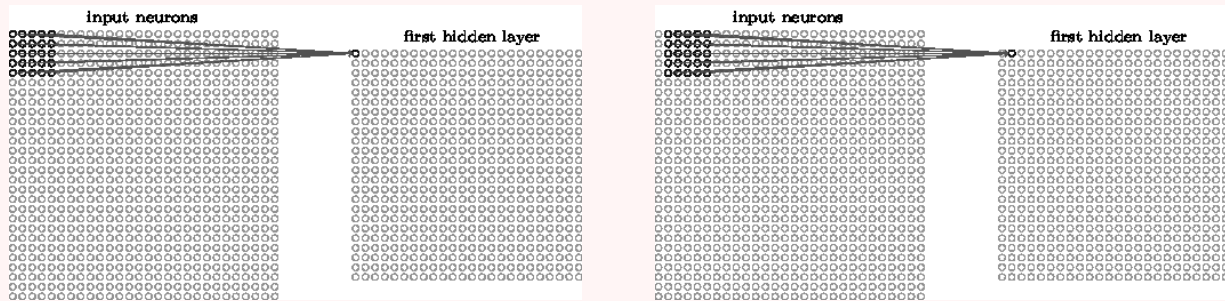 input neurons
first hidden layer
input neurons
first hidden layer